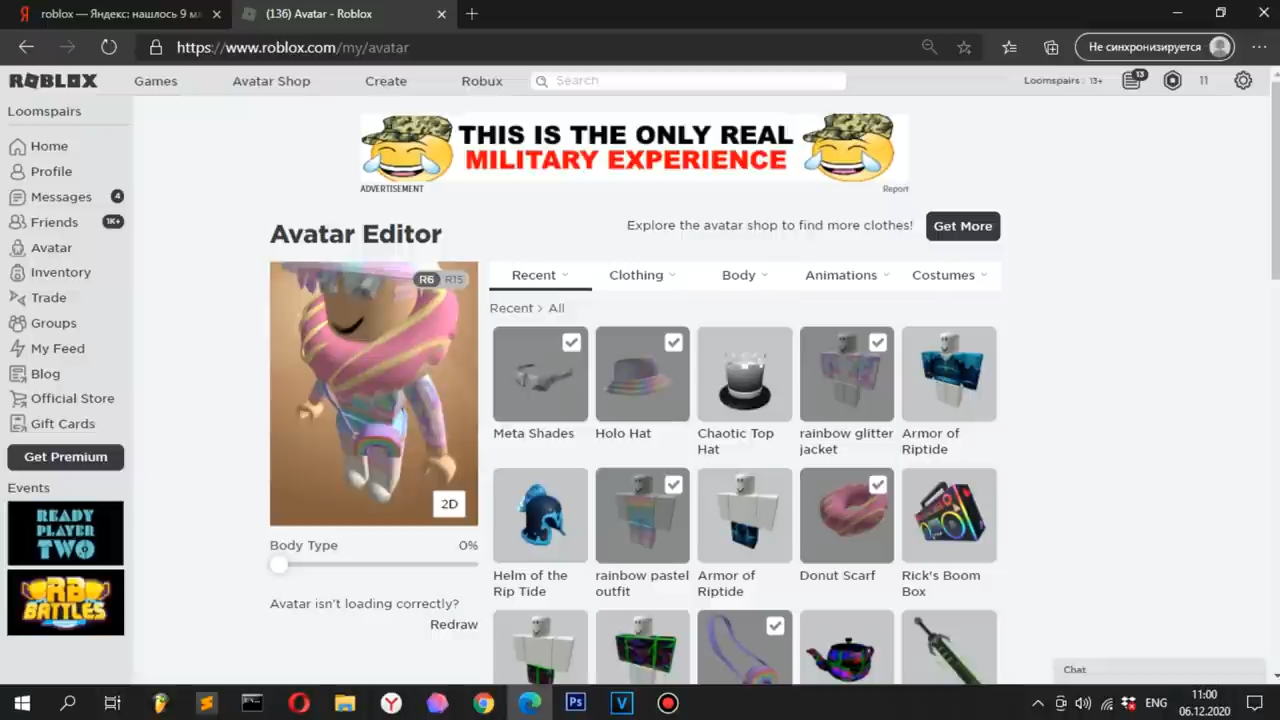 roblox — Яндекс: нашлось 9 мл
(136) Avatar - Roblox
https://www.roblox.com/my/avatar
Не синхронизируется
ROBLOX
Games
Avatar Shop
Create
Robux
Search
Loomspairs: 13+
13
11
Loomspairs
Home
Profile
Messages
4
Friends
1K+
Avatar
Inventory
Trade
Groups
My Feed
Blog
Official Store
Gift Cards
Get Premium
Events
READY
PLAYER
TWO
RB
BATTLES
THIS IS THE ONLY REAL
MILITARY EXPERIENCE
ADVERTISEMENT
Report
Avatar Editor
Explore the avatar shop to find more clothes!
Get More
R6 R15
2D
Body Type
0%
Avatar isn't loading correctly?
Redraw
Recent
Clothing
Body
Animations
Costumes
Recent > All
Meta Shades
Holo Hat
Chaotic Top
Hat
rainbow glitter
jacket
Armor of
Riptide
Helm of the
Rip Tide
rainbow pastel
outfit
Armor of
Riptide
Donut Scarf
Rick's Boom
Box
Chat
Ps
V
ENG
11:00
06.12.2020